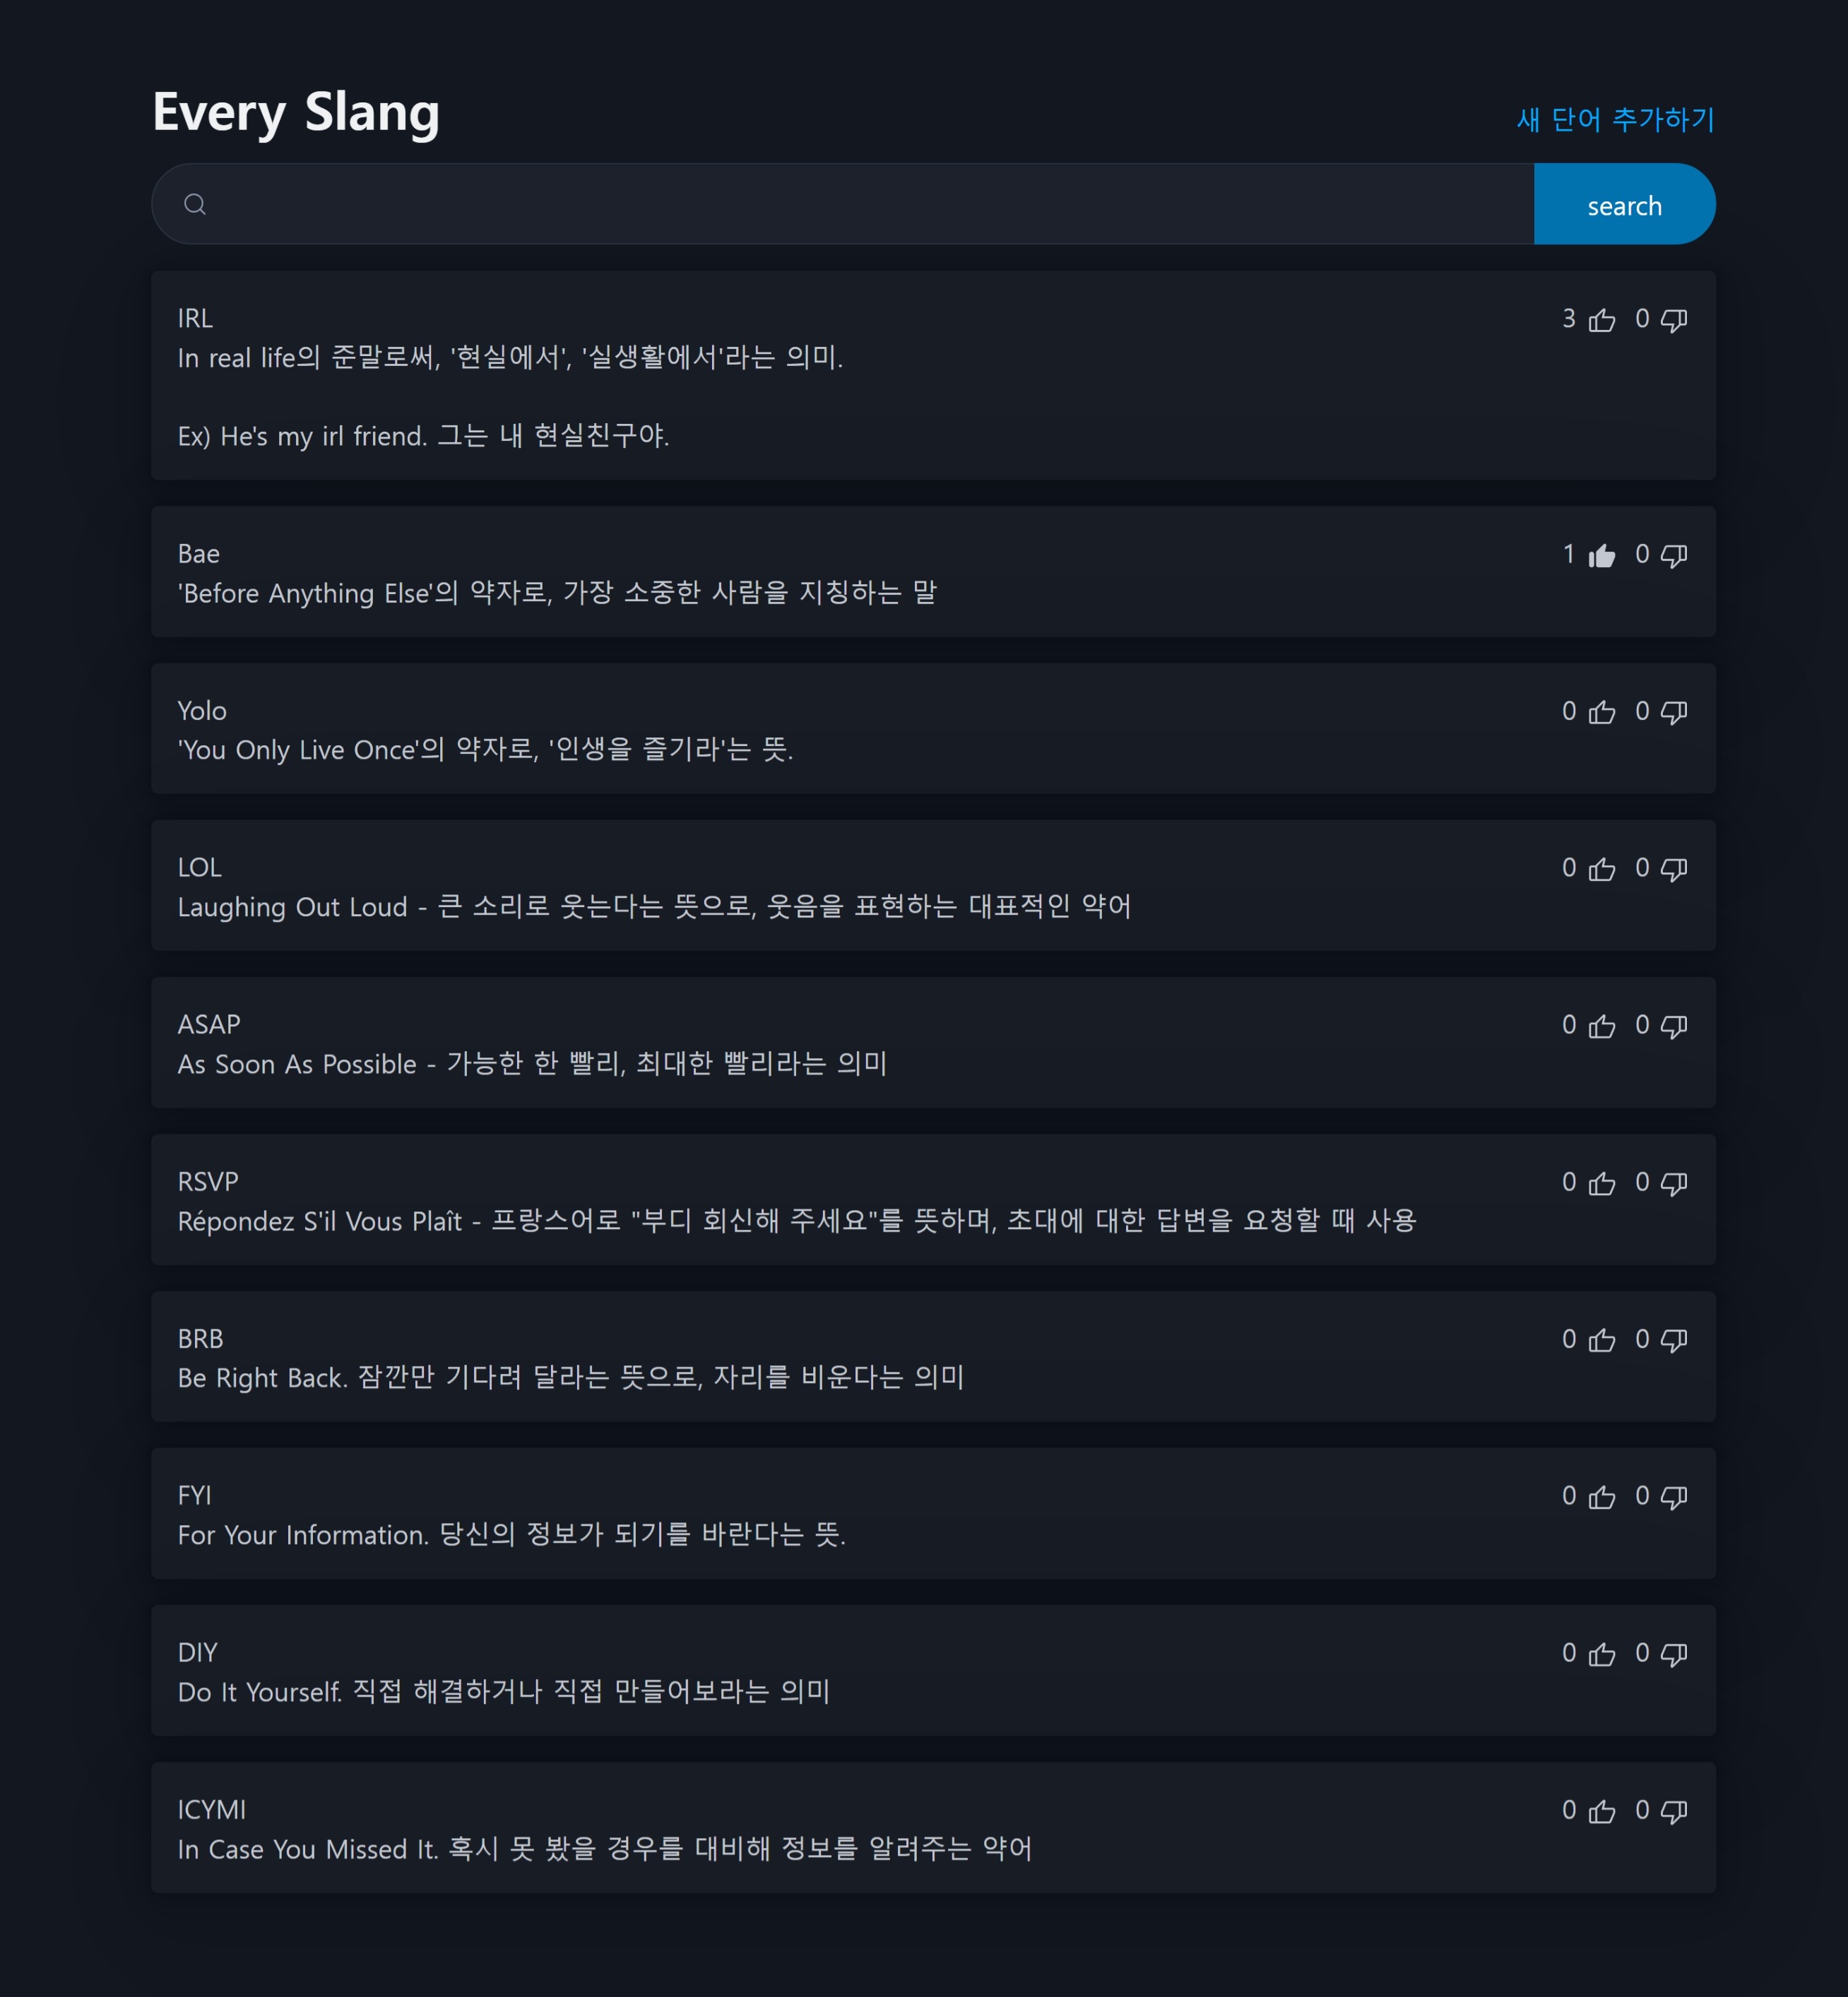 Every Slang
새 단어 추가하기
search
IRL
3 0
In real life의 준말로써, '현실에서', '실생활에서'라는 의미.
Ex) He's my irl friend. 그는 내 현실친구야.
Bae
1 0
'Before Anything Else'의 약자로, 가장 소중한 사람을 지칭하는 말
Yolo
0 0
'You Only Live Once'의 약자로, '인생을 즐기라'는 뜻.
LOL
0 0
Laughing Out Loud - 큰 소리로 웃는다는 뜻으로, 웃음을 표현하는 대표적인 약어
ASAP
0 0
As Soon As Possible - 가능한 한 빨리, 최대한 빨리라는 의미
RSVP
0 0
Répondez S'il Vous Plaît - 프랑스어로 "부디 회신해 주세요"를 뜻하며, 초대에 대한 답변을 요청할 때 사용
BRB
0 0
Be Right Back. 잠깐만 기다려 달라는 뜻으로, 자리를 비운다는 의미
FYI
0 0
For Your Information. 당신의 정보가 되기를 바란다는 뜻.
DIY
0 0
Do It Yourself. 직접 해결하거나 직접 만들어보라는 의미
ICYMI
0 0
In Case You Missed It. 혹시 못 봤을 경우를 대비해 정보를 알려주는 약어